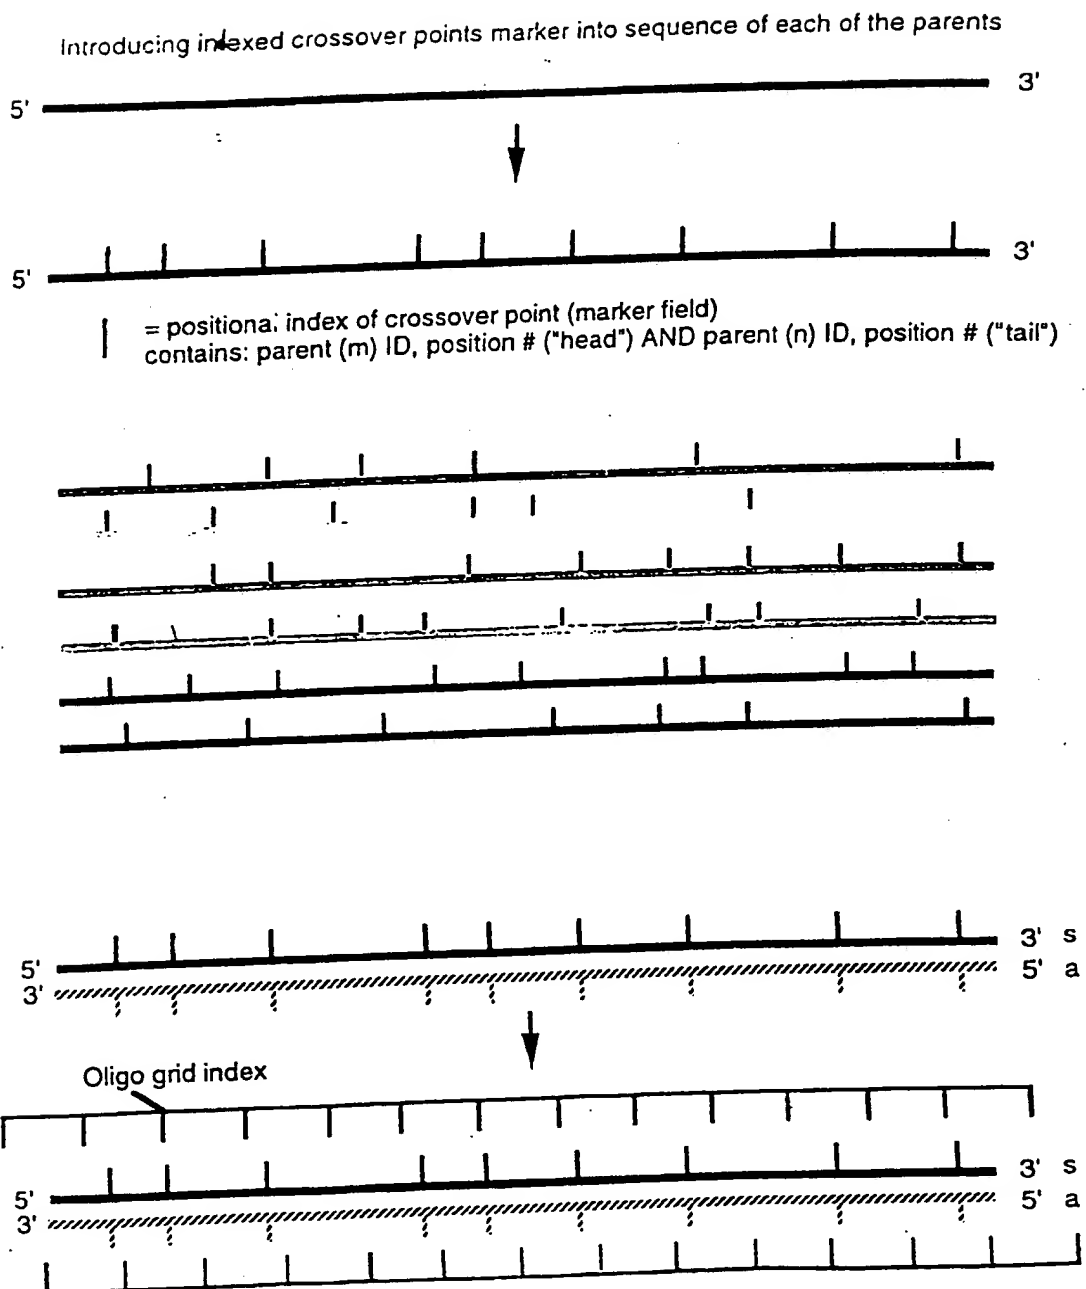 Introducing indexed crossover points marker into sequence of each of the parents
5' 3'
5' 3'
= positional index of crossover point (marker field)
contains: parent (m) ID, position # ("head") AND parent (n) ID, position # ("tail")
5' 3' s
3' 5' a
Oligo grid index
5' 3' s
3' 5' a